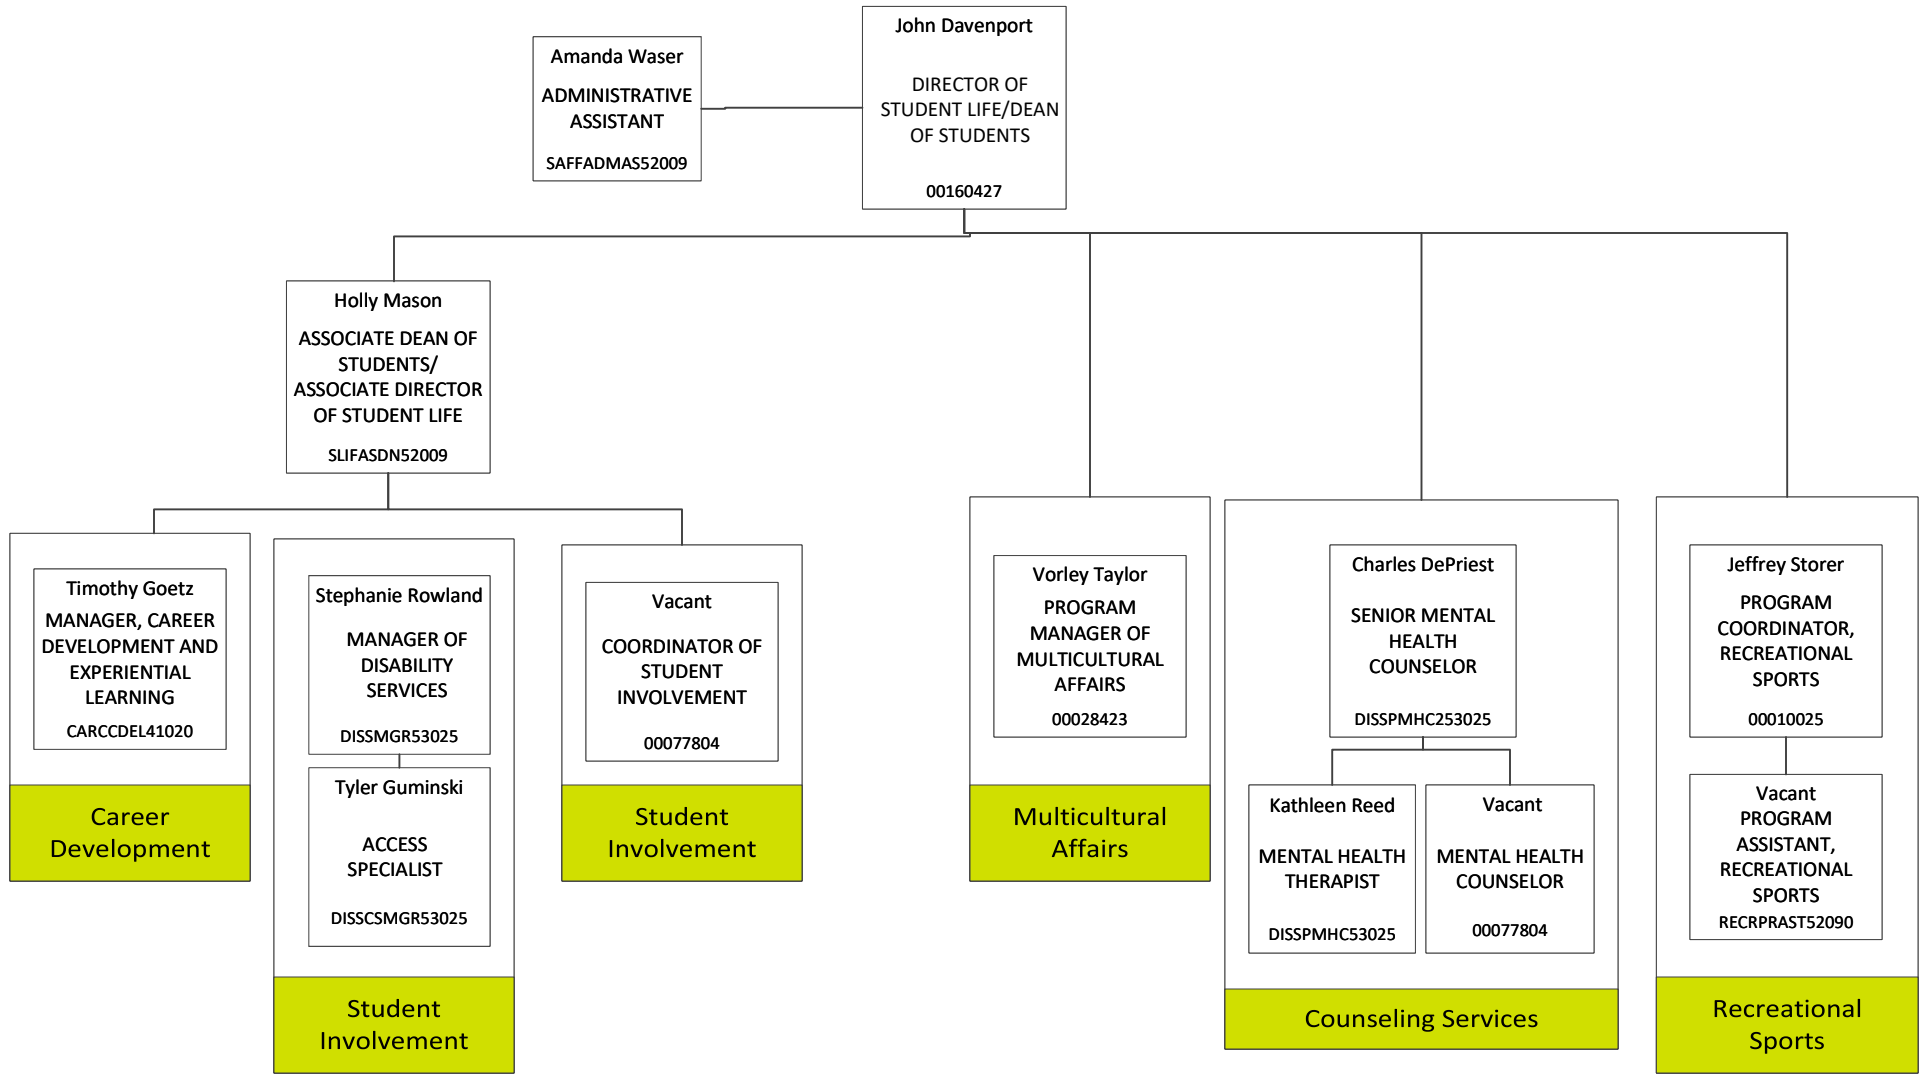 John Davenport
DIRECTOR OF
STUDENT LIFE/DEAN
OF STUDENTS
00160427
Amanda Waser
ADMINISTRATIVE
ASSISTANT
SAFFADMAS52009
Holly Mason
ASSOCIATE DEAN OF
STUDENTS/
ASSOCIATE DIRECTOR
OF STUDENT LIFE
SLIFASDN52009
Timothy Goetz
MANAGER, CAREER
DEVELOPMENT AND
EXPERIENTIAL
LEARNING
CARCCDEL41020
Career
Development
Stephanie Rowland
MANAGER OF
DISABILITY
SERVICES
DISSMGR53025
Tyler Guminski
ACCESS
SPECIALIST
DISSCSMGR53025
Student
Involvement
Vacant
COORDINATOR OF
STUDENT
INVOLVEMENT
00077804
Student
Involvement
Vorley Taylor
PROGRAM
MANAGER OF
MULTICULTURAL
AFFAIRS
00028423
Multicultural
Affairs
Charles DePriest
SENIOR MENTAL
HEALTH
COUNSELOR
DISSPMHC253025
Kathleen Reed
MENTAL HEALTH
THERAPIST
DISSPMHC53025
Vacant
MENTAL HEALTH
COUNSELOR
00077804
Counseling Services
Jeffrey Storer
PROGRAM
COORDINATOR,
RECREATIONAL
SPORTS
00010025
Vacant
PROGRAM
ASSISTANT,
RECREATIONAL
SPORTS
RECRPRAST52090
Recreational
Sports